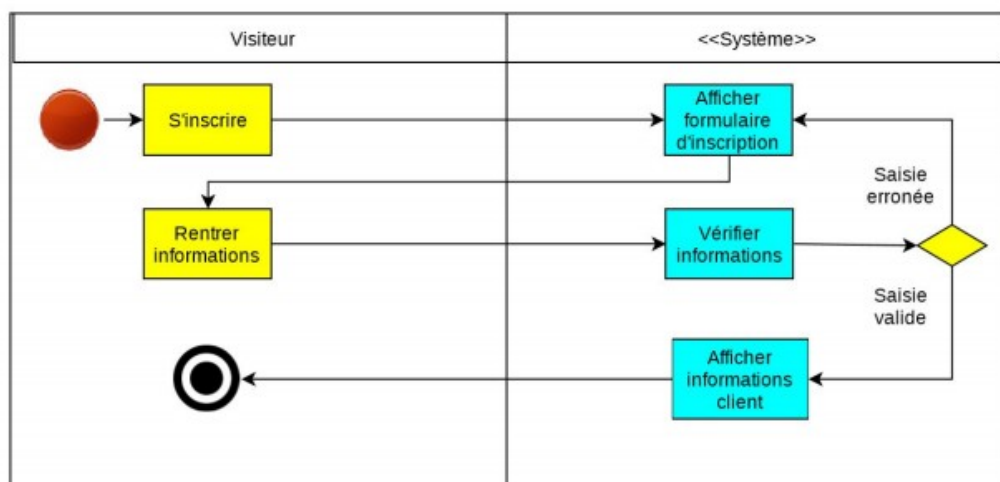 Visiteur
<<Système>>
S'inscrire
Afficher
formulaire
d'inscription
Saisie
erronée
Rentrer
informations
Vérifier
informations
Saisie
valide
Afficher
informations
client